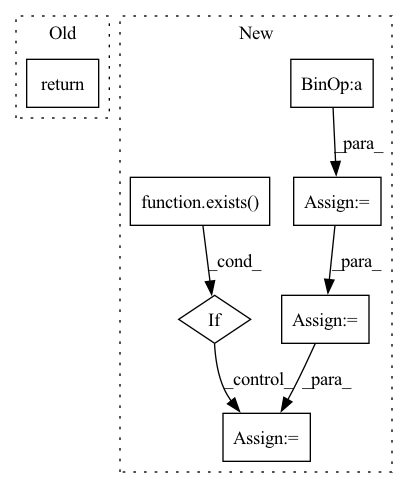 Old
New
return
BinOp:a
_para_
function.exists()
Assign:=
_cond_
_para_
If
Assign:=
_control_
_para_
Assign:=